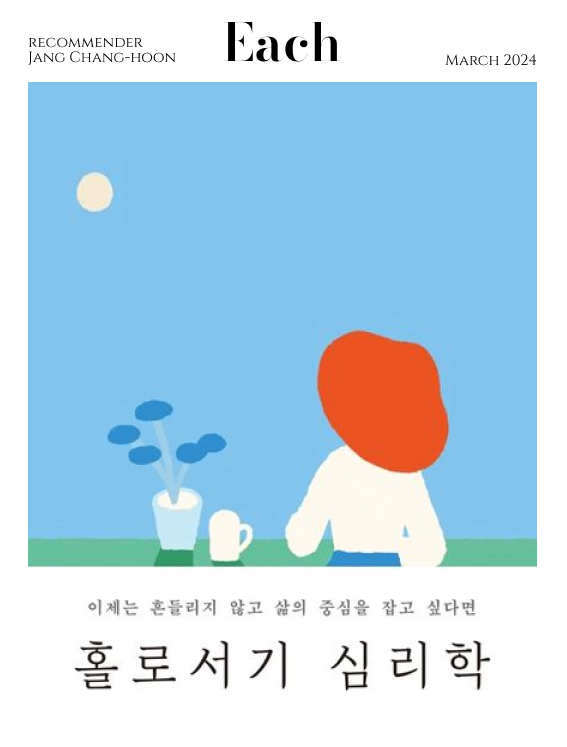 RECOMMENDER
JANG CHANG-HOON
Each
MARCH 2024
이제는 흔들리지 않고 삶의 중심을 잡고 싶다면
홀로서기 심리학